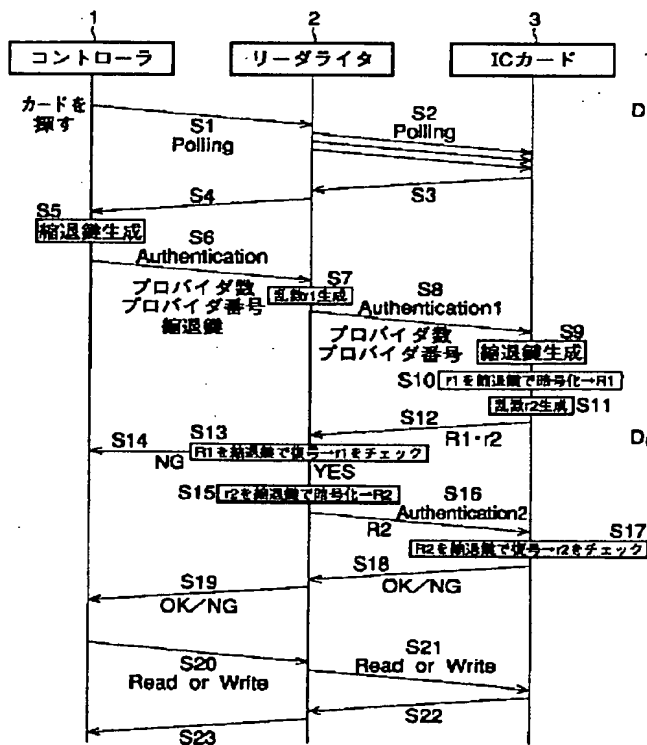 1 2 3
コントローラ リーダライタ ICカード
カードを
探す
S1
Polling
S2
Polling
D
S4 S3
S5
縮退鍵生成
S6
Authentication
プロバイダ数
プロバイダ番号
縮退鍵
S7
乱数r1生成
S8
Authentication1
プロバイダ数
プロバイダ番号
S9
縮退鍵生成
S10 r1を縮退鍵で暗号化→R1
乱数r2生成 S11
S12
R1・r2
D
S14
NG
S13
R1を縮退鍵で復号→r1をチェック
YES
S15 r2を縮退鍵で暗号化→R2
S16
Authentication2
R2
S17
R2を縮退鍵で復号→r2をチェック
S18
OK/NG
S19
OK/NG
S20
Read or Write
S21
Read or Write
S22
S23